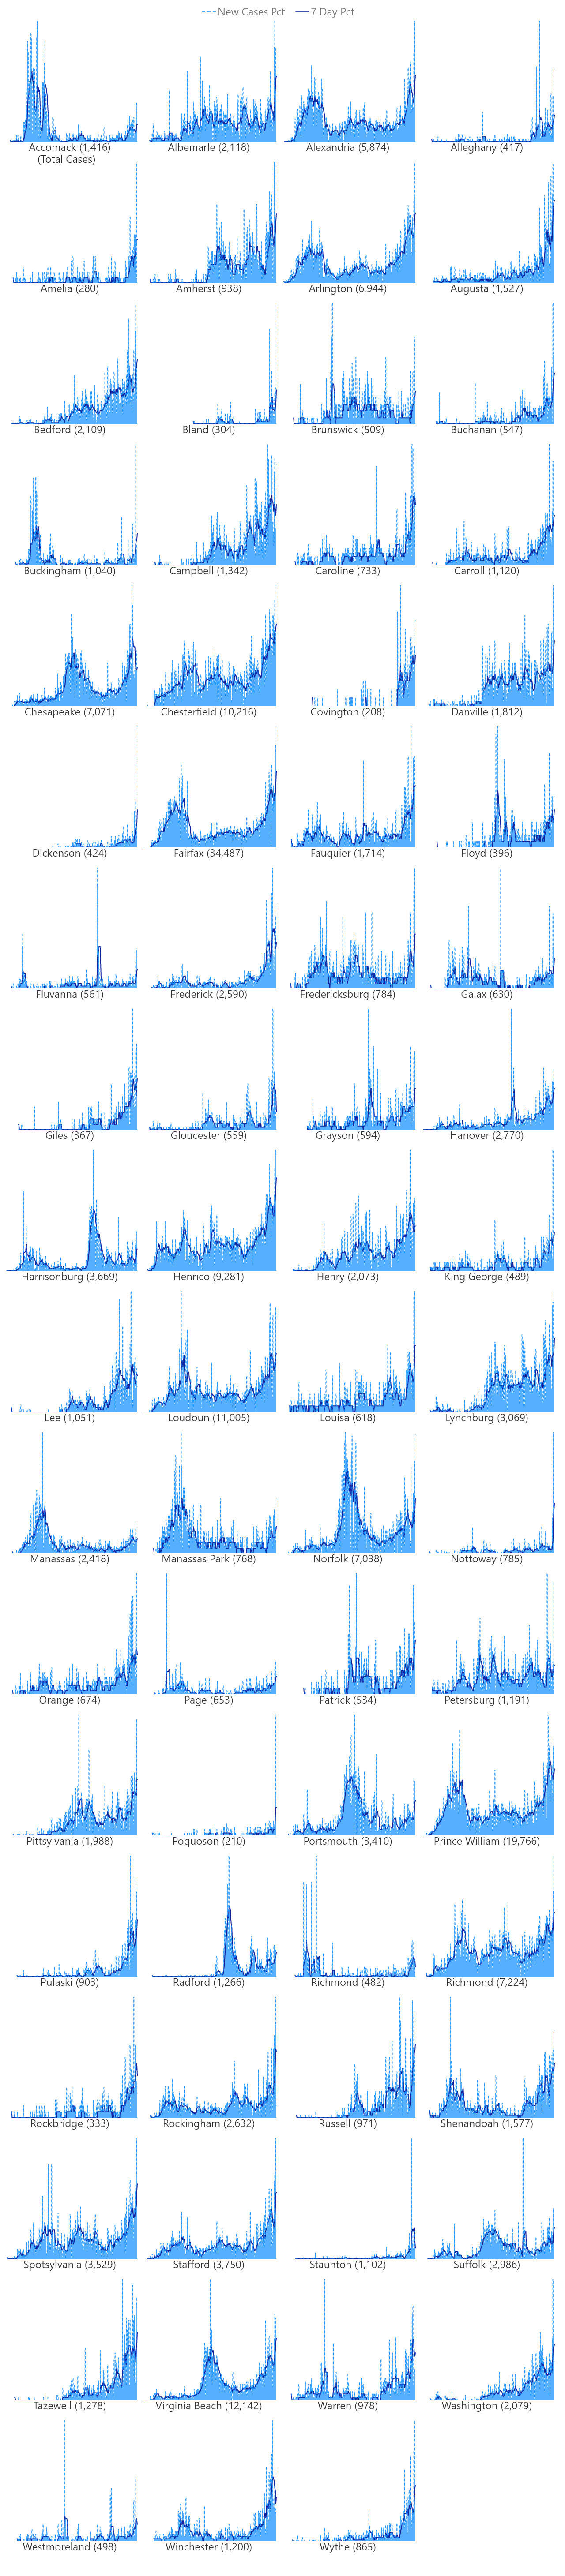 New Cases Pct 7 Day Pct
Accomack (1,416) Albemarle (2,118) Alexandria (5,874) Alleghany (417)
(Total Cases)
Amelia (280) Amherst (938) Arlington (6,944) Augusta (1,527)
Bedford (2,109) Bland (304) Brunswick (509) Buchanan (547)
Buckingham (1,040) Campbell (1,342) Caroline (733) Carroll (1,120)
Chesapeake (7,071) Chesterfield (10,216) Covington (208) Danville (1,812)
Dickenson (424) Fairfax (34,487) Fauquier (1,714) Floyd (396)
Fluvanna (561) Frederick (2,590) Fredericksburg (784) Galax (630)
Giles (367) Gloucester (559) Grayson (594) Hanover (2,770)
Harrisonburg (3,669) Henrico (9,281) Henry (2,073) King George (489)
Lee (1,051) Loudoun (11,005) Louisa (618) Lynchburg (3,069)
Manassas (2,418) Manassas Park (768) Norfolk (7,038) Nottoway (785)
Orange (674) Page (653) Patrick (534) Petersburg (1,191)
Pittsylvania (1,988) Poquoson (210) Portsmouth (3,410) Prince William (19,766)
Pulaski (903) Radford (1,266) Richmond (482) Richmond (7,224)
Rockbridge (333) Rockingham (2,632) Russell (971) Shenandoah (1,577)
Spotsylvania (3,529) Stafford (3,750) Staunton (1,102) Suffolk (2,986)
Tazewell (1,278) Virginia Beach (12,142) Warren (978) Washington (2,079)
Westmoreland (498) Winchester (1,200) Wythe (865)